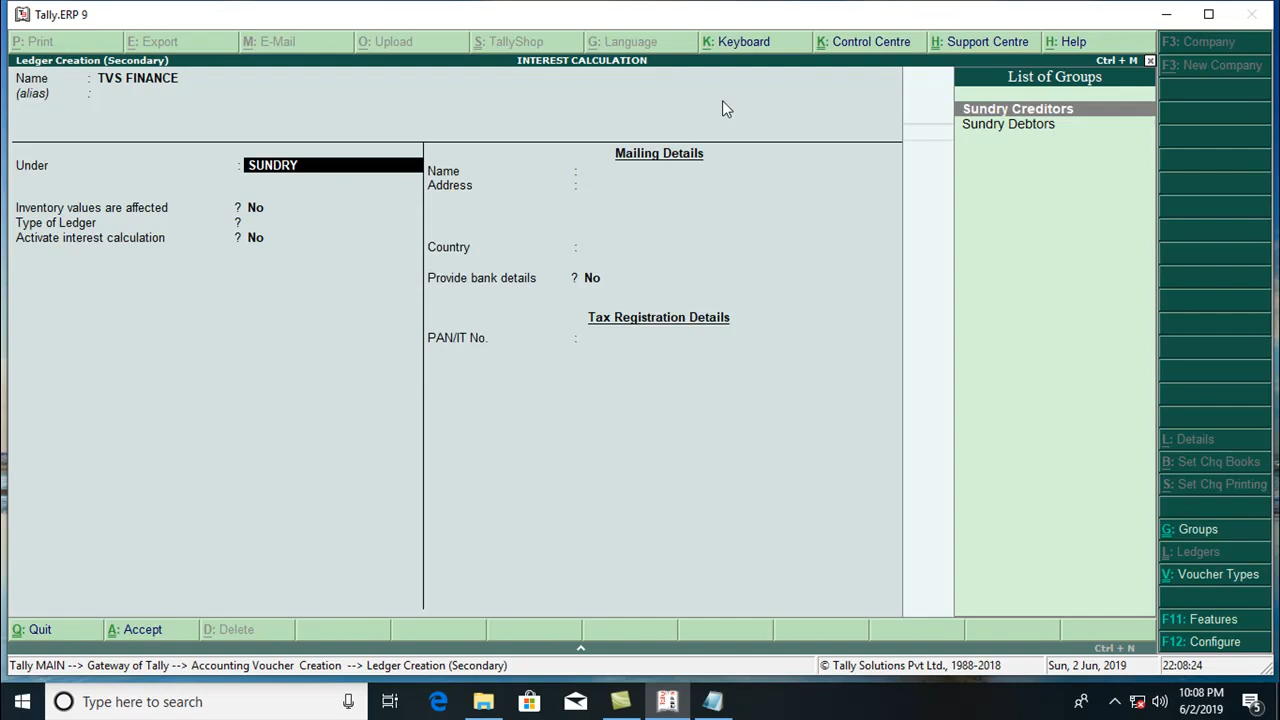 Tally.ERP 9
P: Print
E: Export
M: E-Mail
O: Upload
S: TallyShop
G: Language
K: Keyboard
K: Control Centre
H: Support Centre
H: Help
F3: Company
Ledger Creation (Secondary)
INTEREST CALCULATION
Ctrl + M
F3: New Company
Name : TVS FINANCE
(alias) :
List of Groups
Sundry Creditors
Sundry Debtors
Under : SUNDRY
Inventory values are affected ? No
Type of Ledger ?
Activate interest calculation ? No
Mailing Details
Name :
Address :
Country :
Provide bank details ? No
Tax Registration Details
PAN/IT No. :
L: Details
B: Set Chq Books
S: Set Chq Printing
G: Groups
L: Ledgers
V: Voucher Types
F11: Features
F12: Configure
Q: Quit
A: Accept
D: Delete
Ctrl + N
Tally MAIN --> Gateway of Tally --> Accounting Voucher Creation --> Ledger Creation (Secondary)
© Tally Solutions Pvt Ltd., 1988-2018
Sun, 2 Jun, 2019
22:08:24
Type here to search
10:08 PM
6/2/2019
5